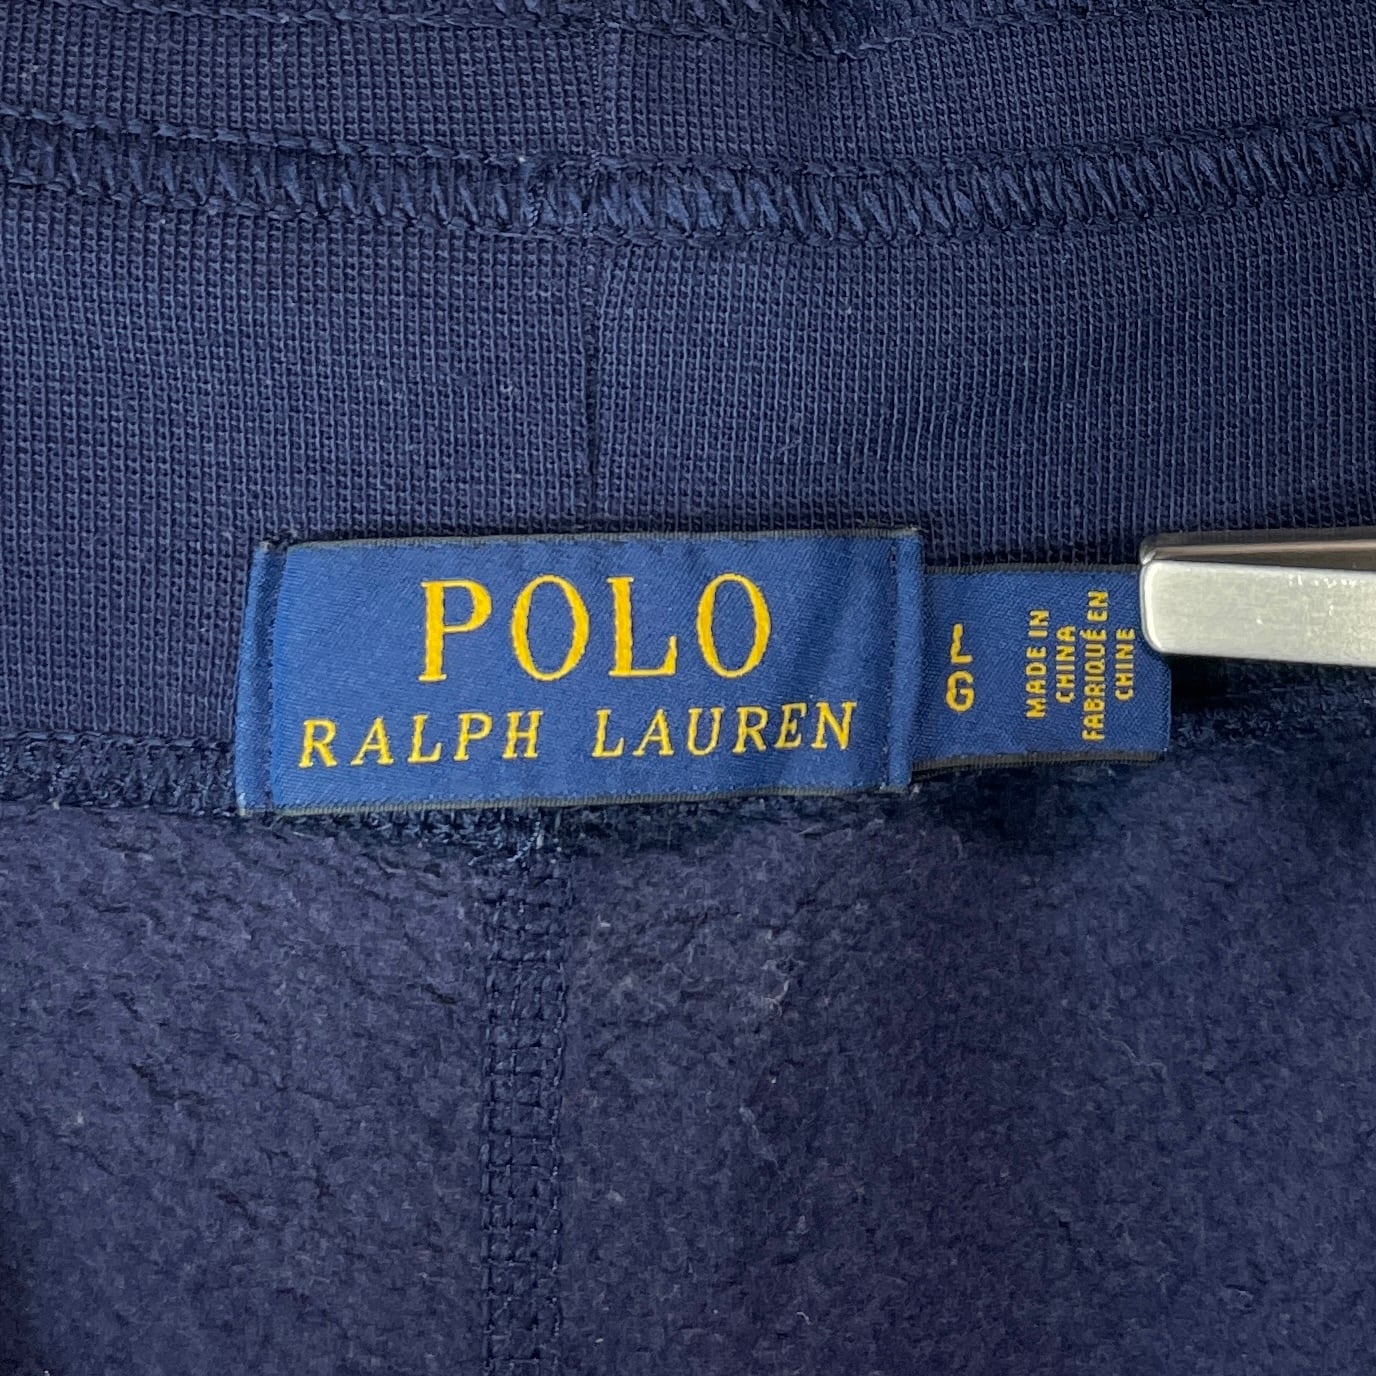 POLO
RALPH LAUREN
L
G
MADE IN
CHINA
FABRIQUÉ EN
CHINE